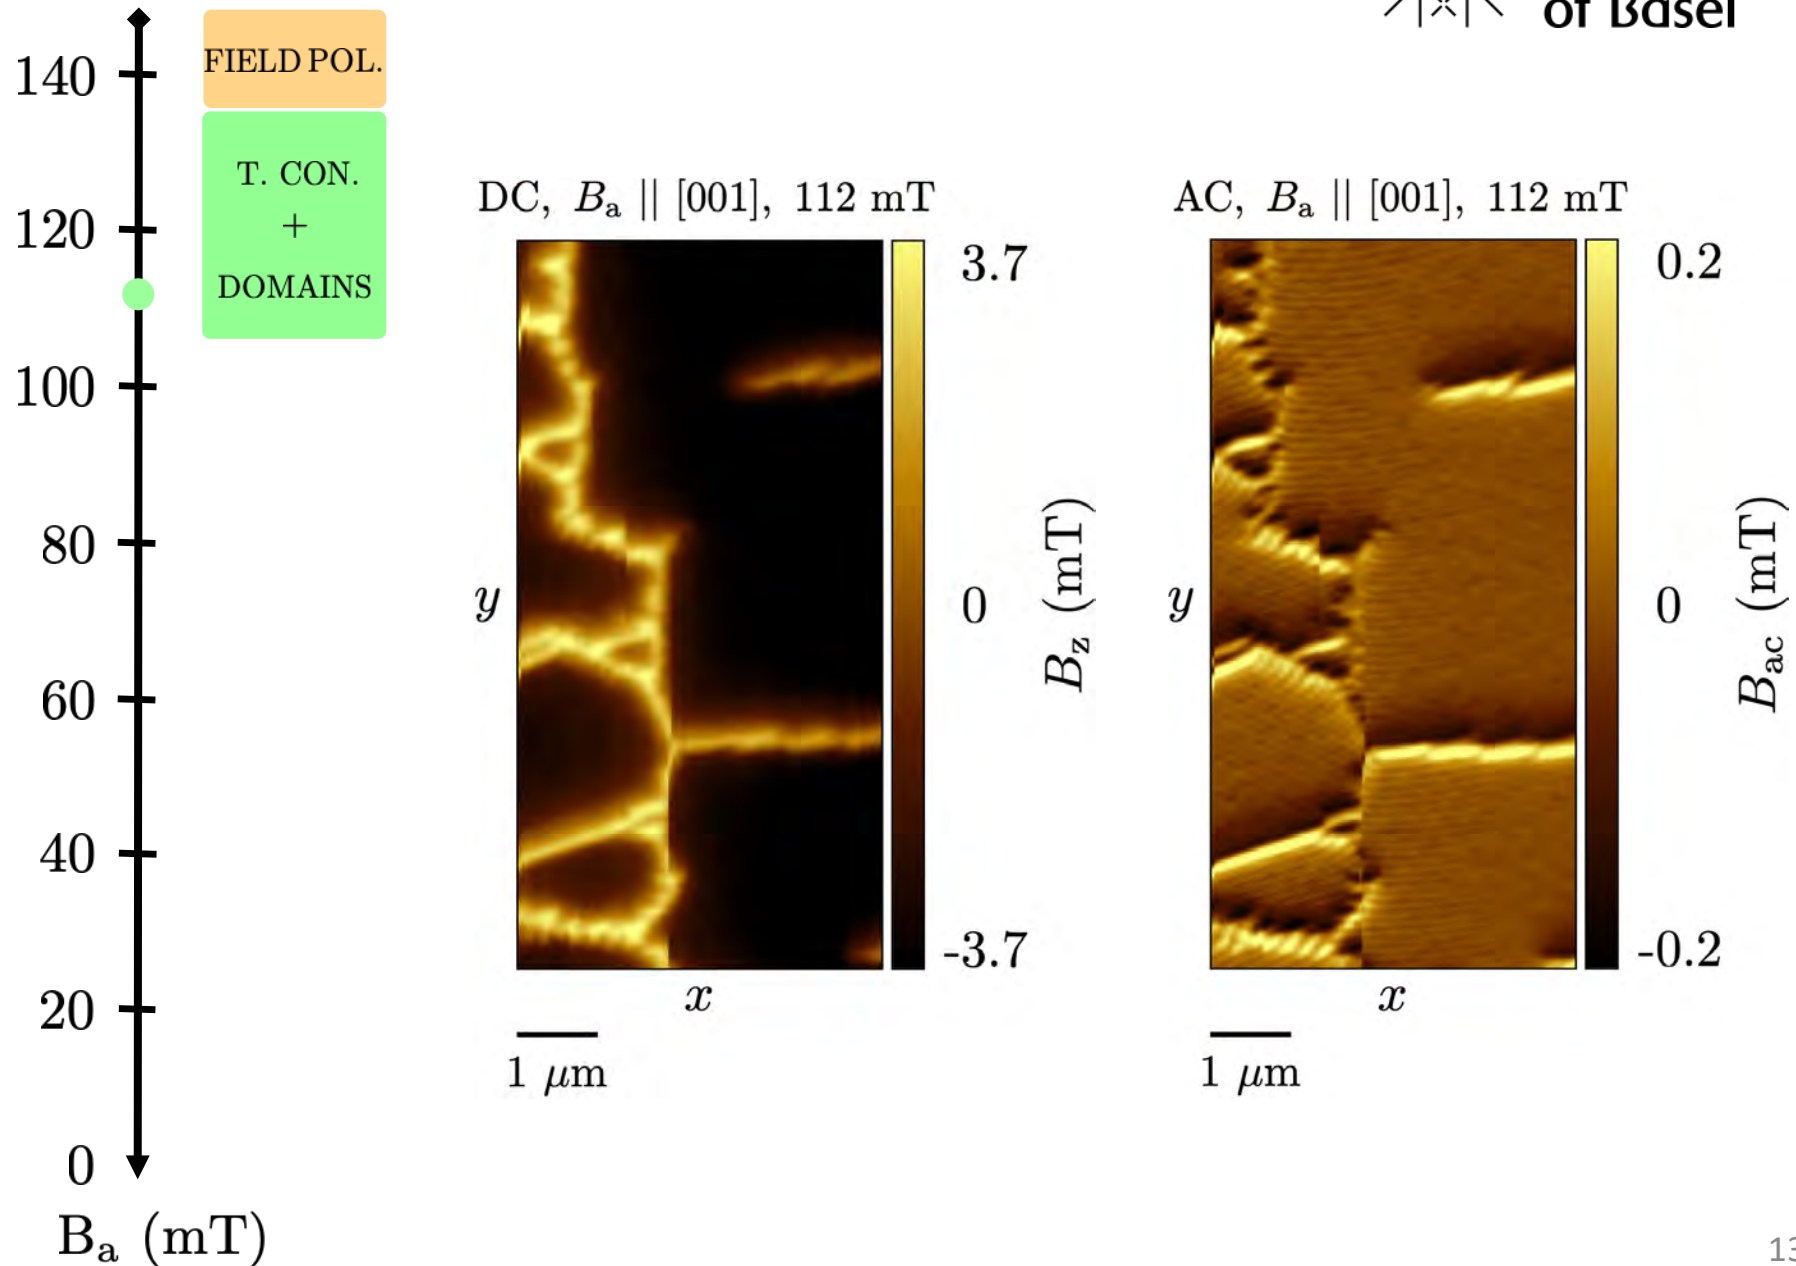 of Basel
140
120
100
80
60
40
20
0
Bₐ (mT)
FIELD POL.
T. CON.
+
DOMAINS
DC, Bₐ || [001], 112 mT
3.7
0
-3.7
B_z (mT)
y
x
1 μm
AC, Bₐ || [001], 112 mT
0.2
0
-0.2
B_ac (mT)
y
x
1 μm
13